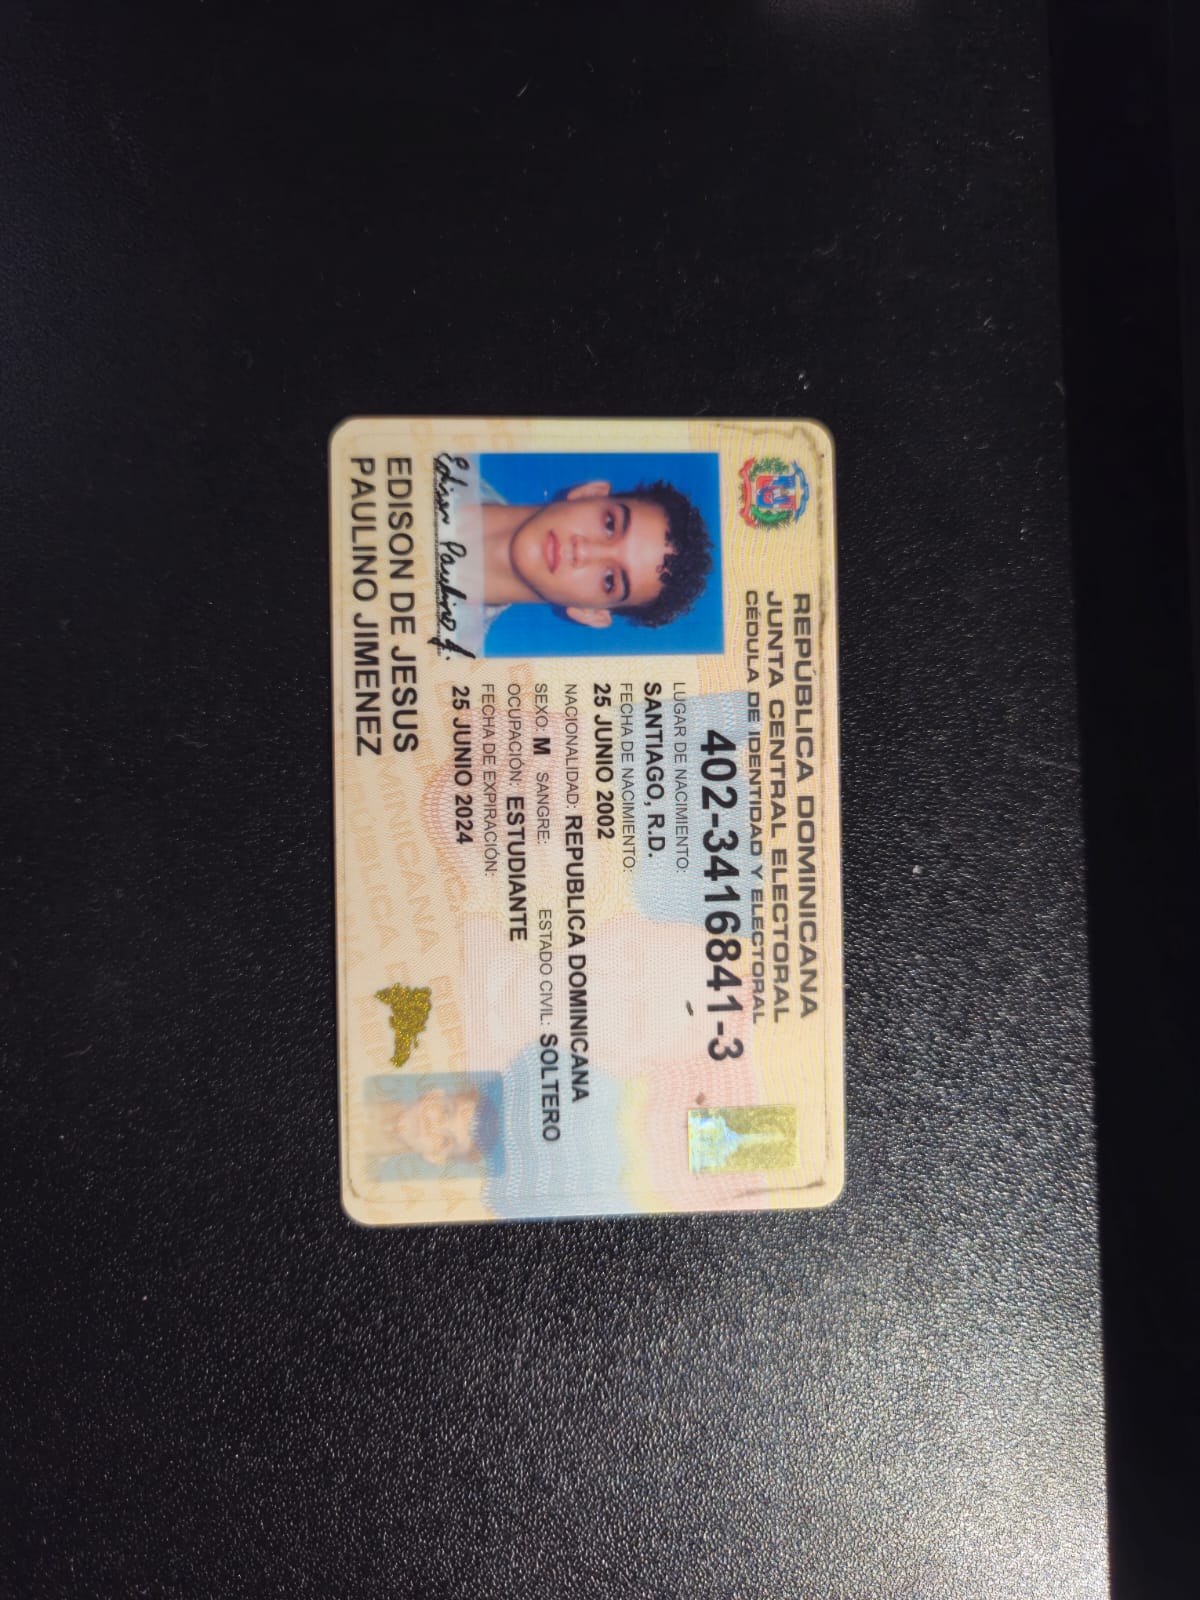 REPÚBLICA DOMINICANA
JUNTA CENTRAL ELECTORAL
CÉDULA DE IDENTIDAD Y ELECTORAL
402-3416841-3
LUGAR DE NACIMIENTO:
SANTIAGO, R.D.
FECHA DE NACIMIENTO:
25 JUNIO 2002
NACIONALIDAD: REPUBLICA DOMINICANA
SEXO: M SANGRE: ESTADO CIVIL: SOLTERO
OCUPACIÓN: ESTUDIANTE
FECHA DE EXPIRACIÓN:
25 JUNIO 2024
Edison Paulino J.
EDISON DE JESUS
PAULINO JIMENEZ